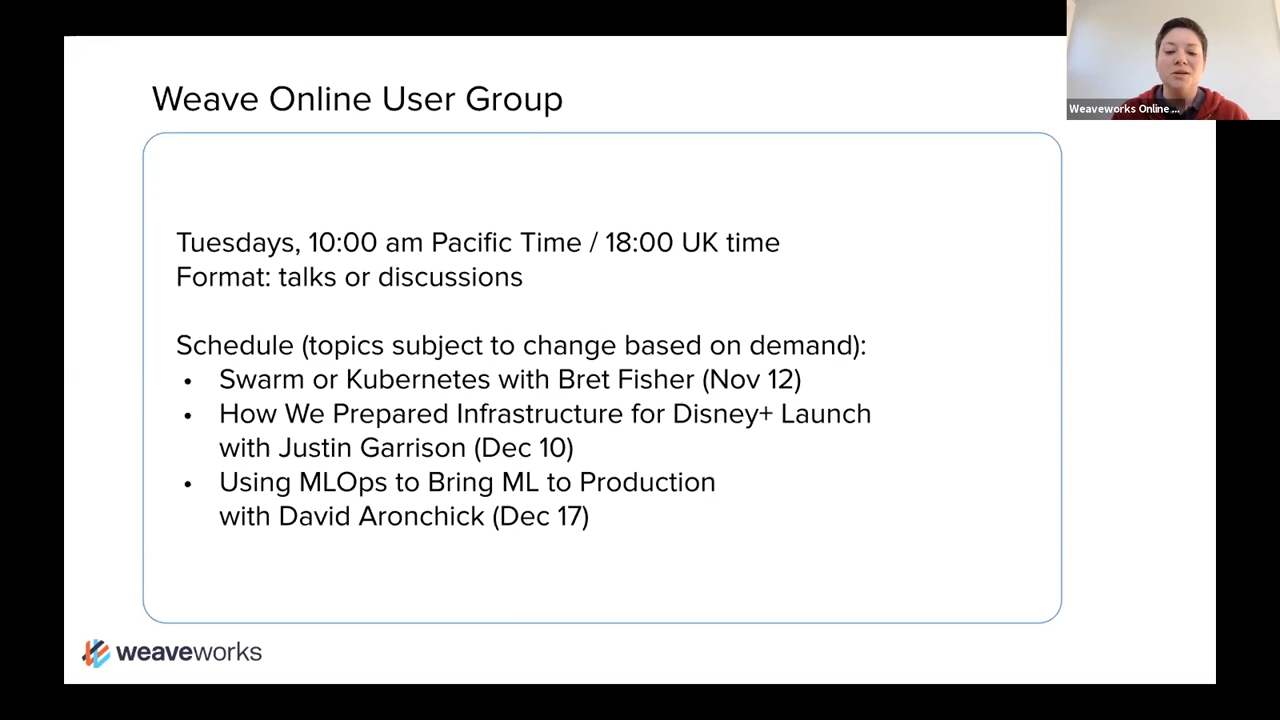 Weave Online User Group
Weaveworks Online ...
Tuesdays, 10:00 am Pacific Time / 18:00 UK time
Format: talks or discussions
Schedule (topics subject to change based on demand):
• Swarm or Kubernetes with Bret Fisher (Nov 12)
• How We Prepared Infrastructure for Disney+ Launch
with Justin Garrison (Dec 10)
• Using MLOps to Bring ML to Production
with David Aronchick (Dec 17)
weaveworks